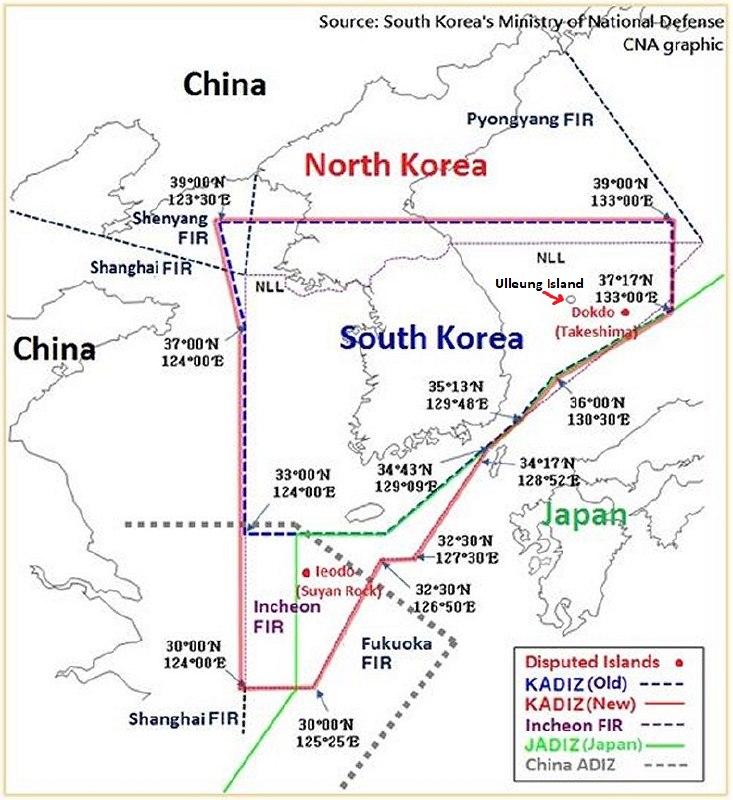 Source: South Korea's Ministry of National Defense
CNA graphic
China
Pyongyang FIR
North Korea
39°00'N
123°30'E
39°00'N
133°00'E
Shenyang
FIR
Shanghai FIR
NLL
NLL
Ulleung Island
37°17'N
133°00'E
Dokdo
(Takeshima)
China
South Korea
37°00'N
124°00'E
35°13'N
129°48'E
36°00'N
130°30'E
33°00'N
124°00'E
34°43'N
129°09'E
34°17'N
128°52'E
Japan
32°30'N
127°30'E
Ieodo
(Suyan Rock)
32°30'N
126°50'E
Incheon
FIR
Fukuoka
FIR
30°00'N
124°00'E
Shanghai FIR
30°00'N
125°25'E
Disputed Islands
KADIZ (Old)
KADIZ (New)
Incheon FIR
JADIZ (Japan)
China ADIZ